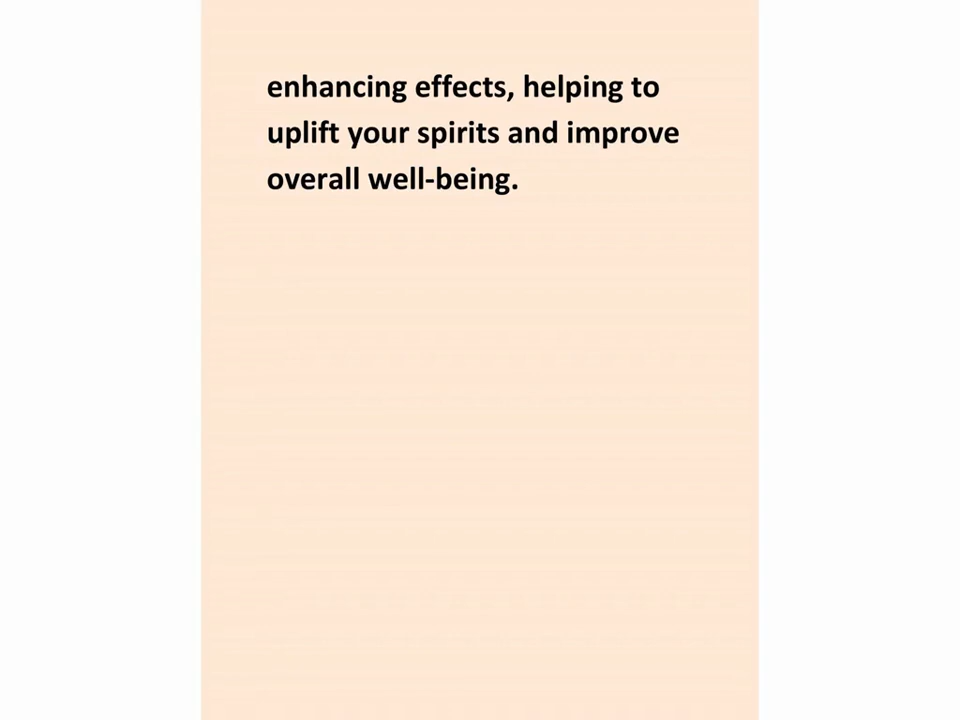 enhancing effects, helping to
uplift your spirits and improve
overall well-being.